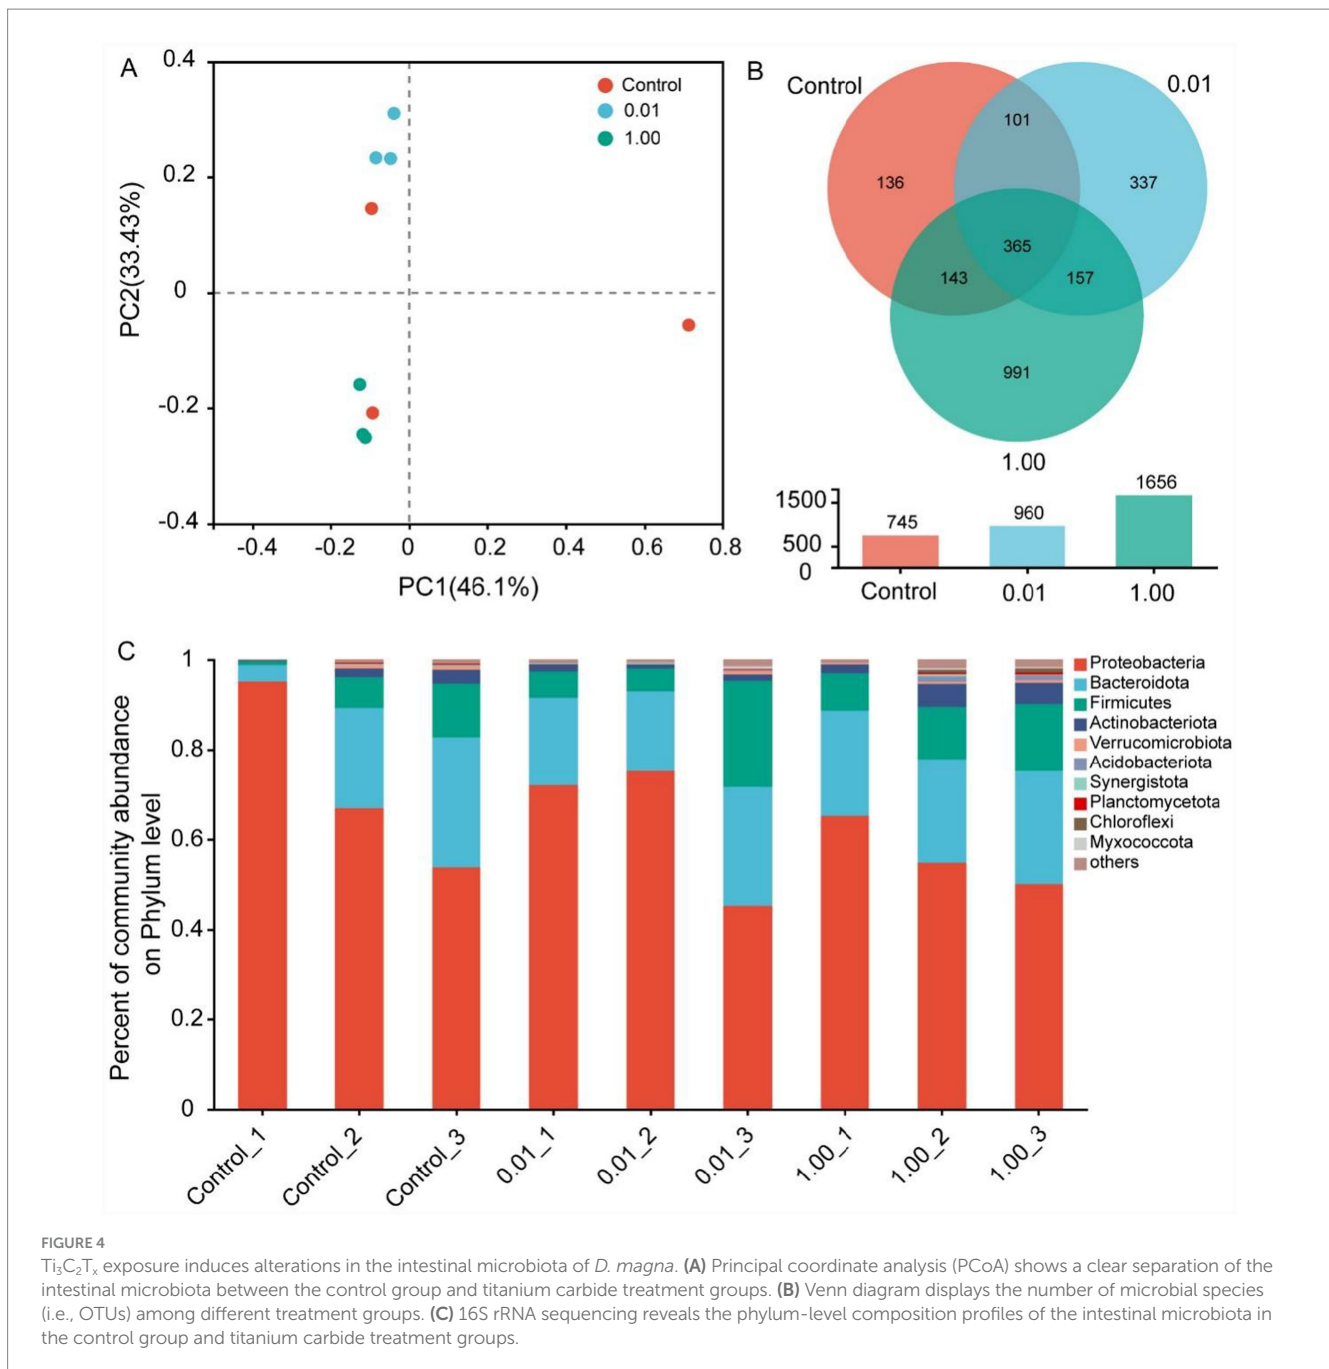 A
0.4
0.2
0
-0.2
-0.4
-0.4
-0.2
0
0.2
0.4
0.6
0.8
PC2(33.43%)
PC1(46.1%)
Control
0.01
1.00
B
Control
0.01
101
136
337
365
143
157
991
1.00
1500
500
0
745
960
1656
Control
0.01
1.00
C
1
0.8
0.6
0.4
0.2
0
Percent of community abundance
on Phylum level
Control_1
Control_2
Control_3
0.01_1
0.01_2
0.01_3
1.00_1
1.00_2
1.00_3
Proteobacteria
Bacteroidota
Firmicutes
Actinobacteriota
Verrucomicrobiota
Acidobacteriota
Synergistota
Planctomycetota
Chloroflexi
Myxococcota
others
FIGURE 4
Ti₃C₂Tₓ exposure induces alterations in the intestinal microbiota of D. magna. (A) Principal coordinate analysis (PCoA) shows a clear separation of the
intestinal microbiota between the control group and titanium carbide treatment groups. (B) Venn diagram displays the number of microbial species
(i.e., OTUs) among different treatment groups. (C) 16S rRNA sequencing reveals the phylum-level composition profiles of the intestinal microbiota in
the control group and titanium carbide treatment groups.